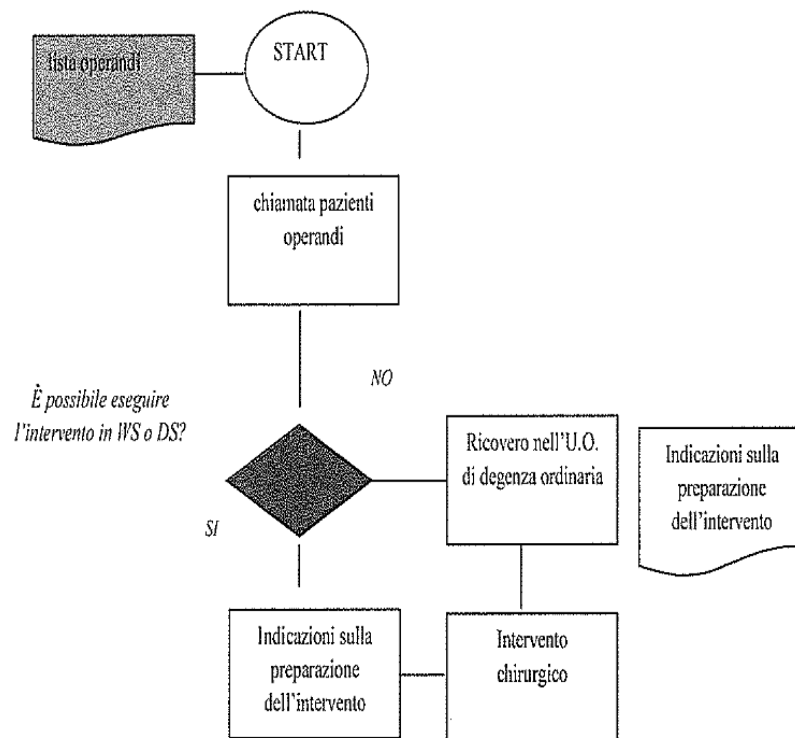 lista operandi
START
chiamata pazienti
operandi
NO
È possibile eseguire
l'intervento in WS o DS?
Ricovero nell'U.O.
di degenza ordinaria
Indicazioni sulla
preparazione
dell'intervento
SI
Indicazioni sulla
preparazione
dell'intervento
Intervento
chirurgico